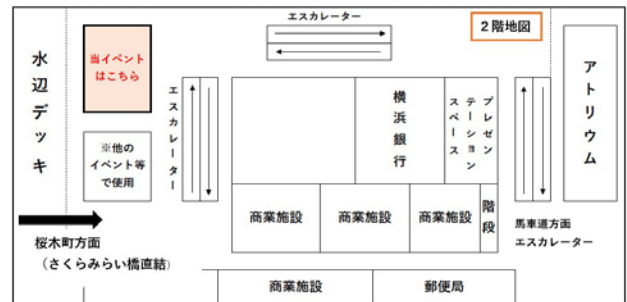 エスカレーター
2階地図
水辺デッキ
当イベント
はこちら
エスカレーター
横浜銀行
プレゼン
テーション
スペース
アトリウム
※他の
イベント等
で使用
商業施設
商業施設
商業施設
階段
馬車道方面
エスカレーター
桜木町方面
(さくらみらい橋直結)
商業施設
郵便局